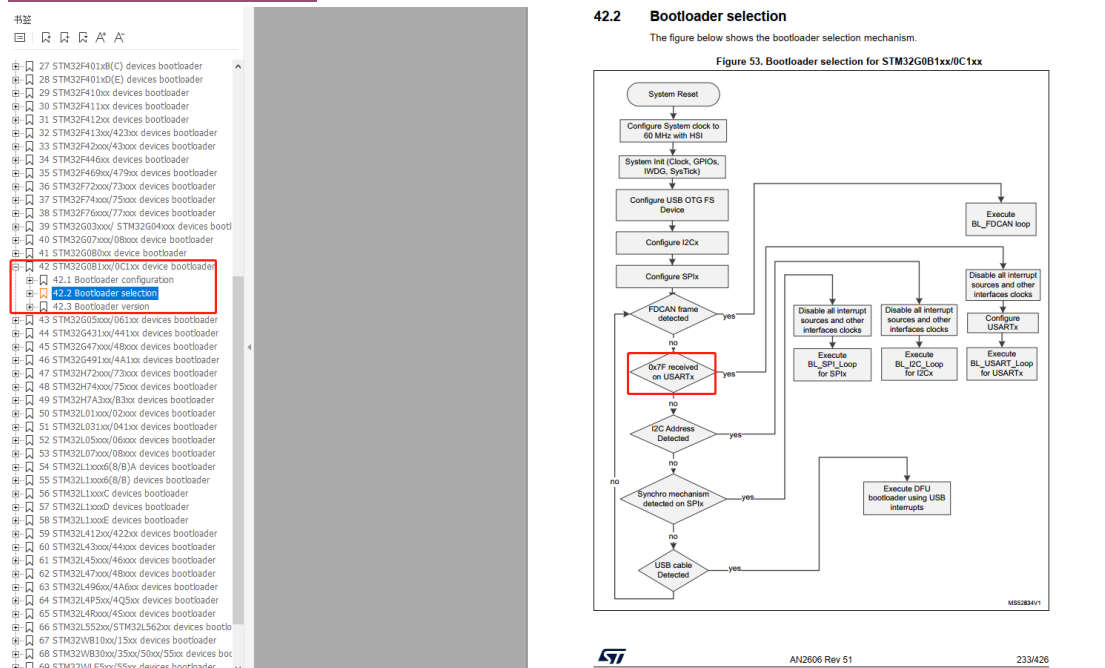 书签
A+ A-
27 STM32F401xB(C) devices bootloader
28 STM32F401xD(E) devices bootloader
29 STM32F410xx devices bootloader
30 STM32F411xx devices bootloader
31 STM32F412xx devices bootloader
32 STM32F413xx/423xx devices bootloader
33 STM32F42xxx/43xxx devices bootloader
34 STM32F446xx devices bootloader
35 STM32F469xx/479xx devices bootloader
36 STM32F72xxx/73xxx devices bootloader
37 STM32F74xxx/75xxx devices bootloader
38 STM32F76xxx/77xxx devices bootloader
39 STM32G03xxx/ STM32G04xxx devices bootl
40 STM32G07xxx/08xxx device bootloader
41 STM32G0B0xx device bootloader
42 STM32G0B1xx/0C1xx device bootloader
42.1 Bootloader configuration
42.2 Bootloader selection
42.3 Bootloader version
43 STM32G05xxx/061xx devices bootloader
44 STM32G431xx/441xx devices bootloader
45 STM32G47xxx/48xxx devices bootloader
46 STM32G491xx/4A1xx devices bootloader
47 STM32H72xxx/73xxx devices bootloader
48 STM32H74xxx/75xxx devices bootloader
49 STM32H7A3xx/B3xx devices bootloader
50 STM32L01xxx/02xxx devices bootloader
51 STM32L031xx/041xx devices bootloader
52 STM32L05xxx/06xxx devices bootloader
53 STM32L07xxx/08xxx devices bootloader
54 STM32L1xxx6(8/B)A devices bootloader
55 STM32L1xxx6(8/B) devices bootloader
56 STM32L1xxxC devices bootloader
57 STM32L1xxxD devices bootloader
58 STM32L1xxxE devices bootloader
59 STM32L412xx/422xx devices bootloader
60 STM32L43xxx/44xxx devices bootloader
61 STM32L45xxx/46xxx devices bootloader
62 STM32L47xxx/48xxx devices bootloader
63 STM32L496xx/4A6xx devices bootloader
64 STM32L4P5xx/4Q5xx devices bootloader
65 STM32L4Rxxx/4Sxxx devices bootloader
66 STM32L552xx/STM32L562xx devices bootlo
67 STM32WB10xx/15xx devices bootloader
68 STM32WB30xx/35xx/50xx/55xx devices boo
69 STM32WLE5xx/55xx devices bootloader
42.2 Bootloader selection
The figure below shows the bootloader selection mechanism.
Figure 53. Bootloader selection for STM32G0B1xx/0C1xx
System Reset
Configure System clock to
60 MHz with HSI
System Init (Clock, GPIOs,
IWDG, SysTick)
Configure USB OTG FS
Device
Configure I2Cx
Configure SPIx
FDCAN frame
detected
yes
no
0x7F received
on USARTx
yes
no
I2C Address
Detected
yes
no
no
Synchro mechanism
detected on SPIx
yes
no
USB cable
Detected
yes
Execute
BL_FDCAN loop
Disable all interrupt
sources and other
interfaces clocks
Configure
USARTx
Execute
BL_USART_Loop
for USARTx
Disable all interrupt
sources and other
interfaces clocks
Execute
BL_I2C_Loop
for I2Cx
Disable all interrupt
sources and other
interfaces clocks
Execute
BL_SPI_Loop
for SPIx
Execute DFU
bootloader using USB
interrupts
MS52834V1
ST
AN2606 Rev 51
233/426